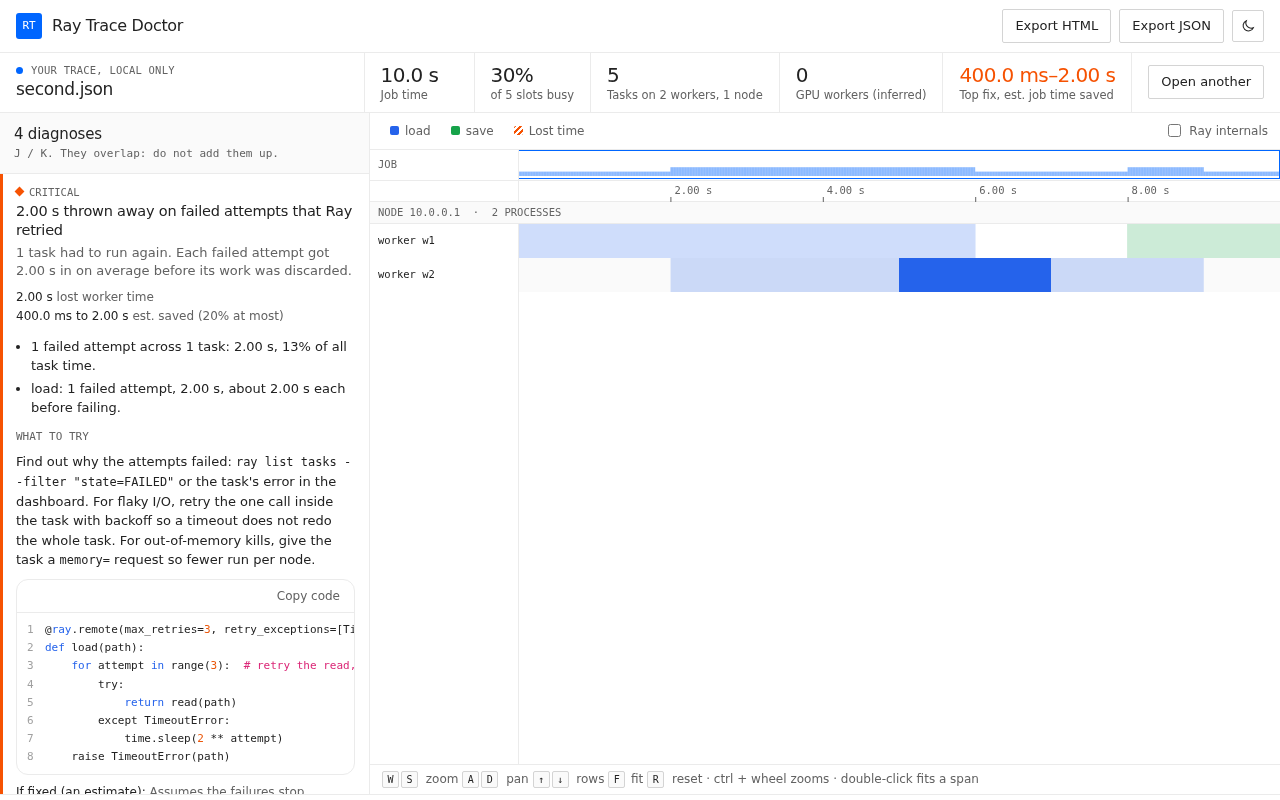 RT Ray Trace Doctor Export HTML Export JSON
YOUR TRACE, LOCAL ONLY
second.json
10.0 s
Job time
30%
of 5 slots busy
5
Tasks on 2 workers, 1 node
0
GPU workers (inferred)
400.0 ms–2.00 s
Top fix, est. job time saved
Open another
4 diagnoses
J / K. They overlap: do not add them up.
CRITICAL
2.00 s thrown away on failed attempts that Ray
retried
1 task had to run again. Each failed attempt got
2.00 s in on average before its work was discarded.
2.00 s lost worker time
400.0 ms to 2.00 s est. saved (20% at most)
• 1 failed attempt across 1 task: 2.00 s, 13% of all
task time.
• load: 1 failed attempt, 2.00 s, about 2.00 s each
before failing.
WHAT TO TRY
Find out why the attempts failed: ray list tasks -
-filter "state=FAILED" or the task's error in the
dashboard. For flaky I/O, retry the one call inside
the task with backoff so a timeout does not redo
the whole task. For out-of-memory kills, give the
task a memory= request so fewer run per node.
Copy code
1 @ray.remote(max_retries=3, retry_exceptions=[Ti
2 def load(path):
3     for attempt in range(3):  # retry the read,
4         try:
5             return read(path)
6         except TimeoutError:
7             time.sleep(2 ** attempt)
8     raise TimeoutError(path)
If fixed (an estimate): Assumes the failures stop
load save Lost time Ray internals
JOB
2.00 s 4.00 s 6.00 s 8.00 s
NODE 10.0.0.1 · 2 PROCESSES
worker w1
worker w2
W S zoom A D pan ↑ ↓ rows F fit R reset · ctrl + wheel zooms · double-click fits a span